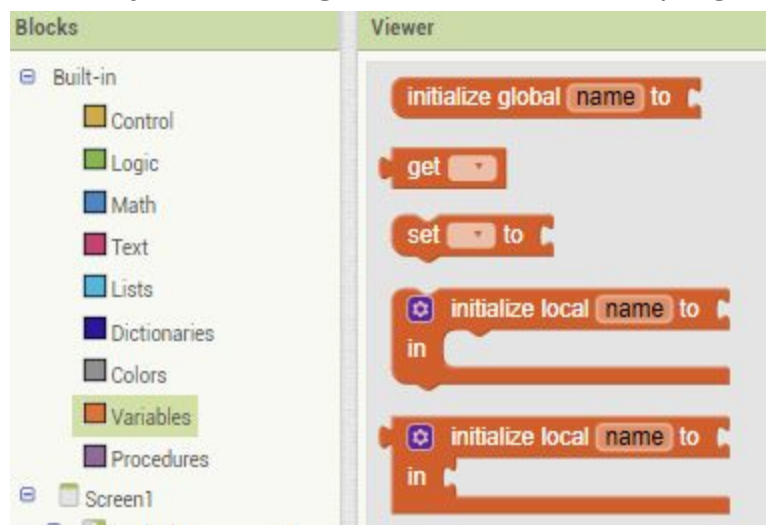 Blocks
Built-in
Control
Logic
Math
Text
Lists
Dictionaries
Colors
Variables
Procedures
Screen1
Viewer
initialize global name to
get
set to
initialize local name to
in
initialize local name to
in